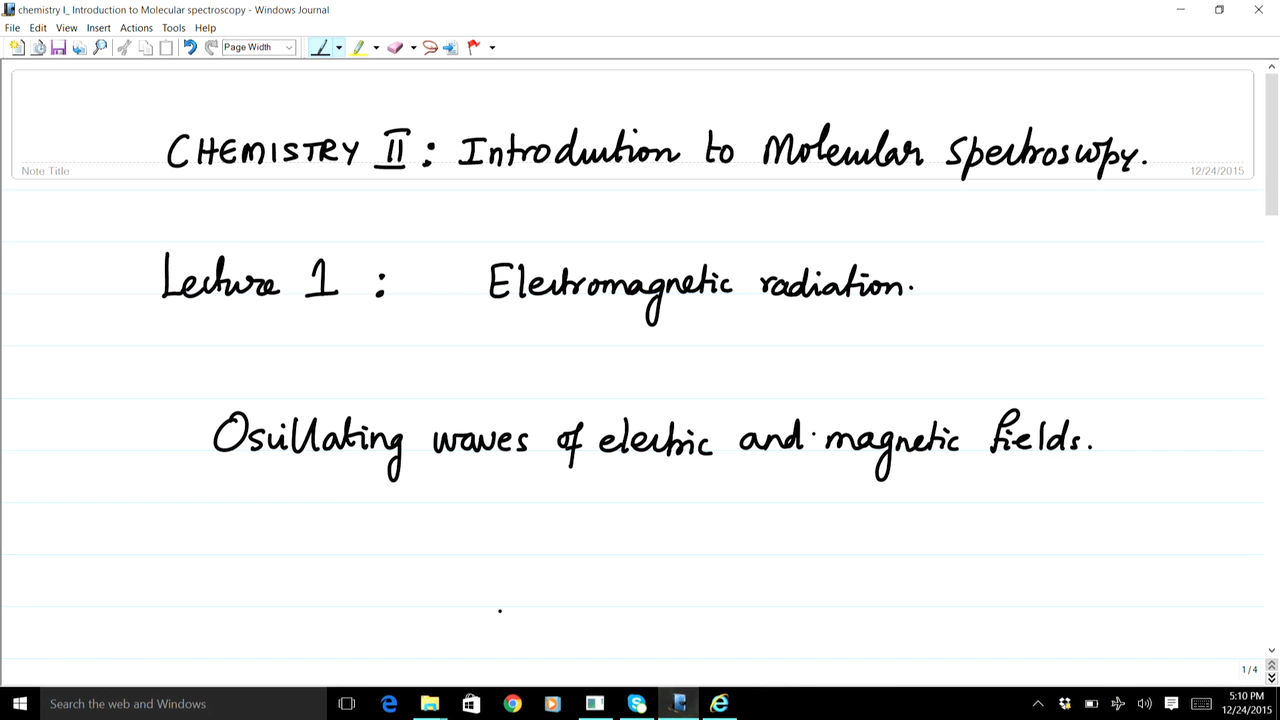 chemistry I_ Introduction to Molecular spectroscopy - Windows Journal
File Edit View Insert Actions Tools Help
Page Width
CHEMISTRY II : Introduction to Molecular Spectroscopy.
Note Title
12/24/2015
Lecture 1 : Electromagnetic radiation.
Oscillating waves of electric and magnetic fields.
1/4
Search the web and Windows
5:10 PM
12/24/2015